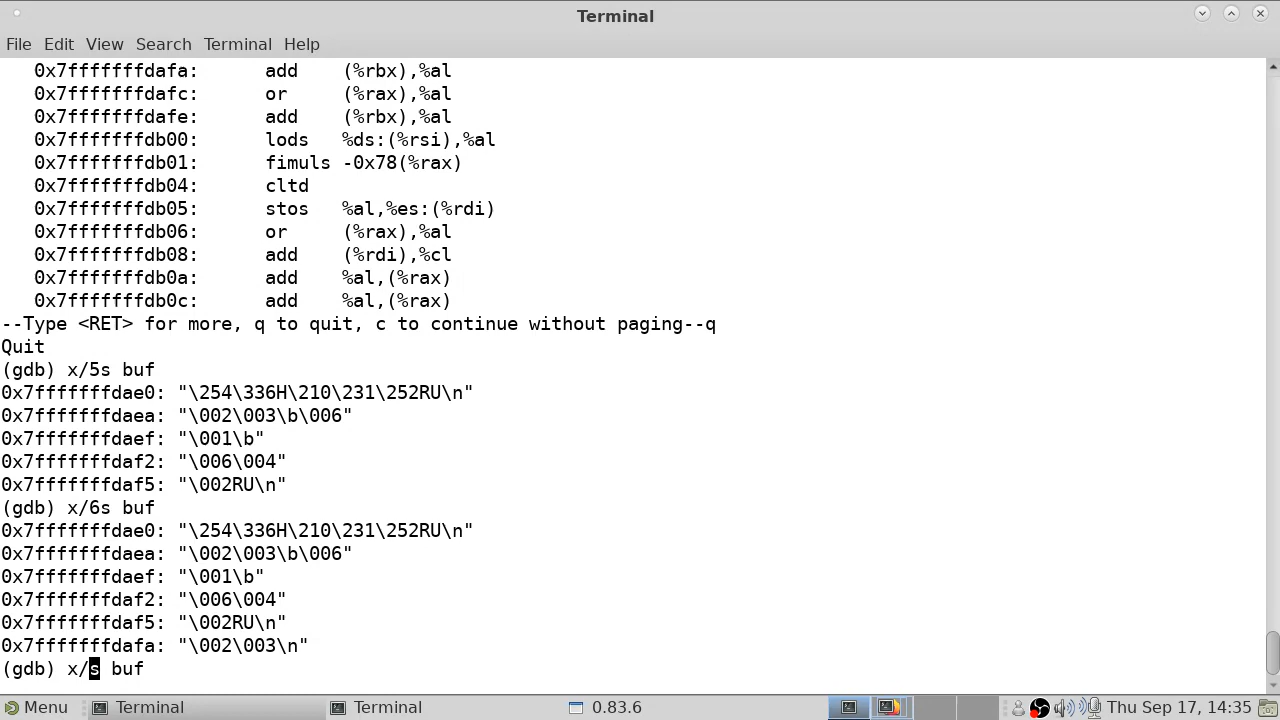 Terminal
File Edit View Search Terminal Help
0x7fffffffdafa: add (%rbx),%al
0x7fffffffdafc: or (%rax),%al
0x7fffffffdafe: add (%rbx),%al
0x7fffffffdb00: lods %ds:(%rsi),%al
0x7fffffffdb01: fimuls -0x78(%rax)
0x7fffffffdb04: cltd
0x7fffffffdb05: stos %al,%es:(%rdi)
0x7fffffffdb06: or (%rax),%al
0x7fffffffdb08: add (%rdi),%cl
0x7fffffffdb0a: add %al,(%rax)
0x7fffffffdb0c: add %al,(%rax)
--Type <RET> for more, q to quit, c to continue without paging--q
Quit
(gdb) x/5s buf
0x7fffffffdae0: "\254\336H\210\231\252RU\n"
0x7fffffffdaea: "\002\003\b\006"
0x7fffffffdaef: "\001\b"
0x7fffffffdaf2: "\006\004"
0x7fffffffdaf5: "\002RU\n"
(gdb) x/6s buf
0x7fffffffdae0: "\254\336H\210\231\252RU\n"
0x7fffffffdaea: "\002\003\b\006"
0x7fffffffdaef: "\001\b"
0x7fffffffdaf2: "\006\004"
0x7fffffffdaf5: "\002RU\n"
0x7fffffffdafa: "\002\003\n"
(gdb) x/s buf
Menu Terminal Terminal 0.83.6 Thu Sep 17, 14:35